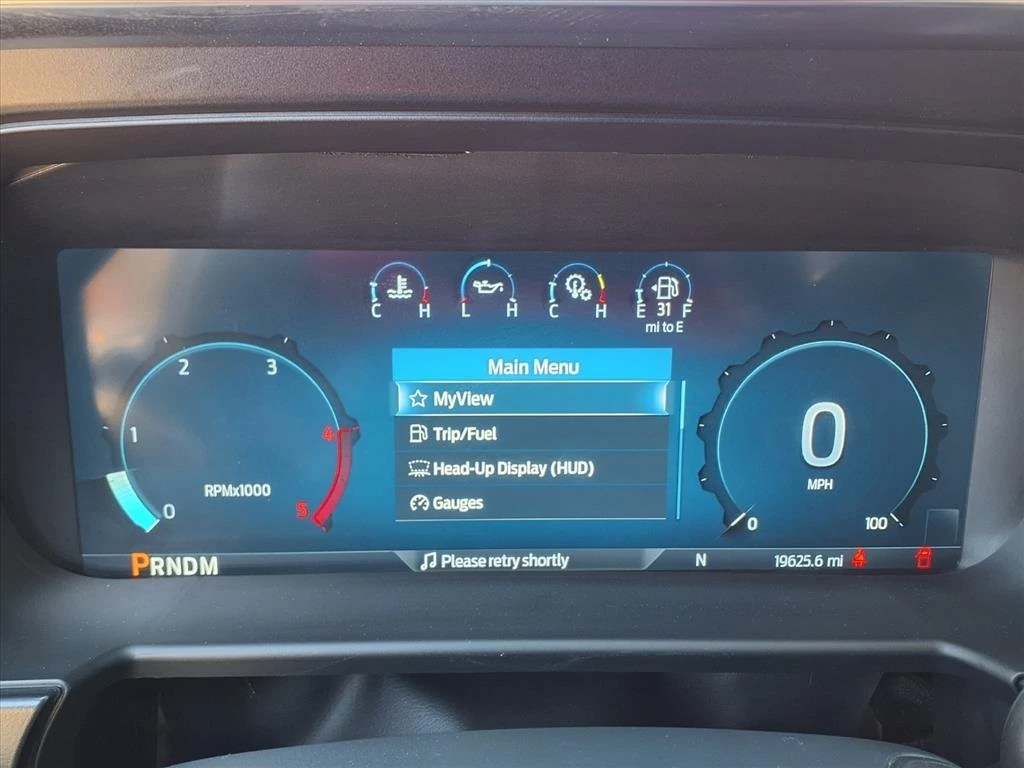 C H L H C H E 31 F
mi to E
Main Menu
MyView
Trip/Fuel
Head-Up Display (HUD)
Gauges
0 1 2 3 4 5
RPMx1000
0
MPH
0 100
PRNDM
Please retry shortly
N
19625.6 mi